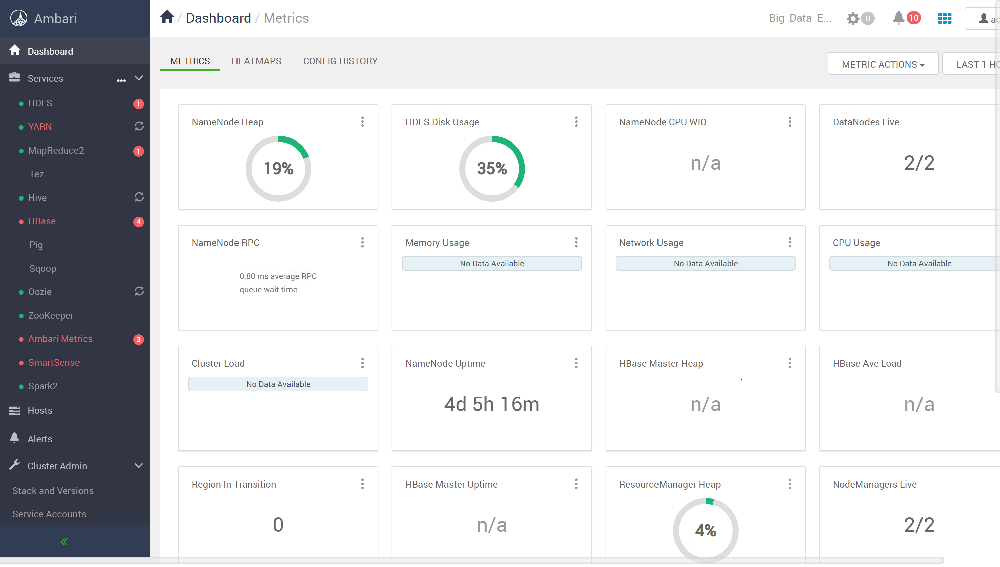 Ambari
Dashboard / Metrics
Big_Data_E...
0
10
Dashboard
Services
HDFS 1
YARN
MapReduce2 1
Tez
Hive
HBase 4
Pig
Sqoop
Oozie
ZooKeeper
Ambari Metrics 3
SmartSense
Spark2
Hosts
Alerts
Cluster Admin
Stack and Versions
Service Accounts
METRICS HEATMAPS CONFIG HISTORY
METRIC ACTIONS
LAST 1
NameNode Heap
19%
HDFS Disk Usage
35%
NameNode CPU WIO
n/a
DataNodes Live
2/2
NameNode RPC
0.80 ms average RPC
queue wait time
Memory Usage
No Data Available
Network Usage
No Data Available
CPU Usage
No Data Available
Cluster Load
No Data Available
NameNode Uptime
4d 5h 16m
HBase Master Heap
n/a
HBase Ave Load
n/a
Region In Transition
0
HBase Master Uptime
n/a
ResourceManager Heap
4%
NodeManagers Live
2/2